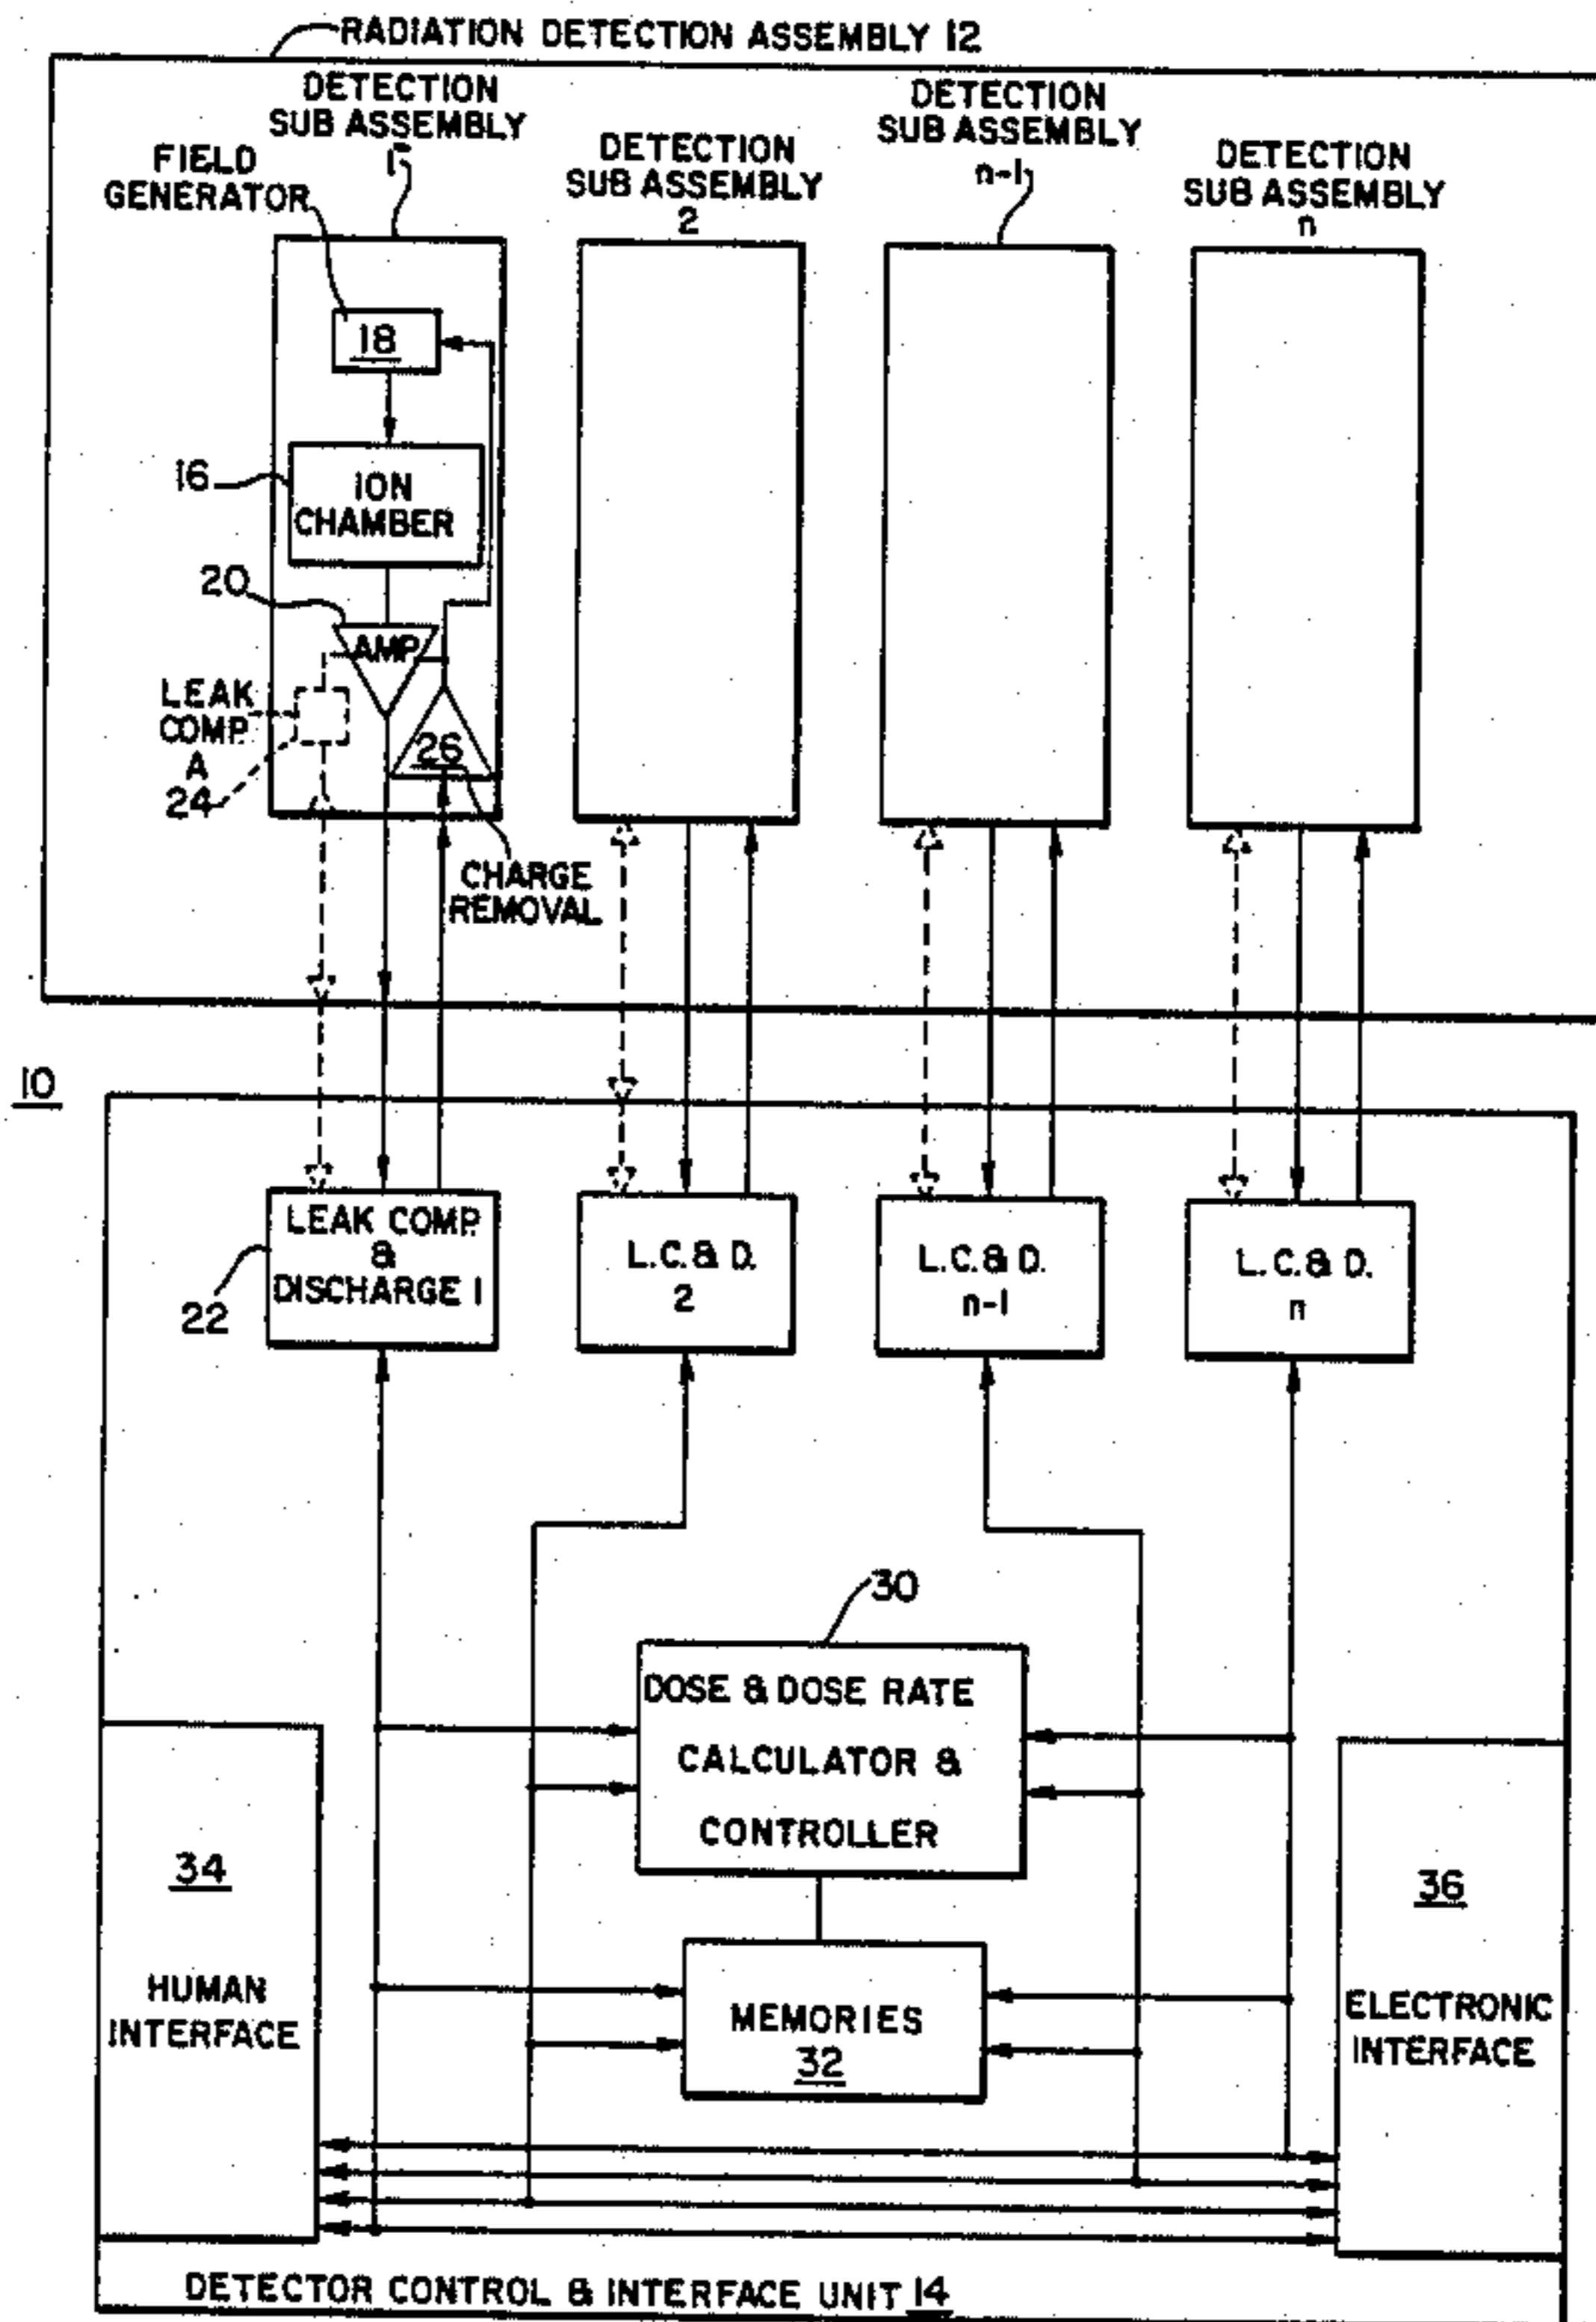 RADIATION DETECTION ASSEMBLY 12
DETECTION
SUB ASSEMBLY
1
FIELD
GENERATOR
DETECTION
SUB ASSEMBLY
2
DETECTION
SUB ASSEMBLY
n-1
DETECTION
SUB ASSEMBLY
n
18
16
ION
CHAMBER
20
AMP
LEAK
COMP.
A
24
26
CHARGE
REMOVAL
10
LEAK COMP.
&
DISCHARGE 1
22
L.C. & D.
2
L.C. & D.
n-1
L.C. & D.
n
30
DOSE & DOSE RATE
CALCULATOR &
CONTROLLER
34
HUMAN
INTERFACE
MEMORIES
32
36
ELECTRONIC
INTERFACE
DETECTOR CONTROL & INTERFACE UNIT 14